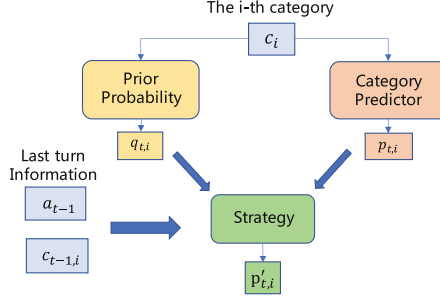 The i-th category
c_i
Prior
Probability
Category
Predictor
q_{t,i}
p_{t,i}
Last turn
Information
a_{t−1}
Strategy
c_{t−1,i}
p′_{t,i}